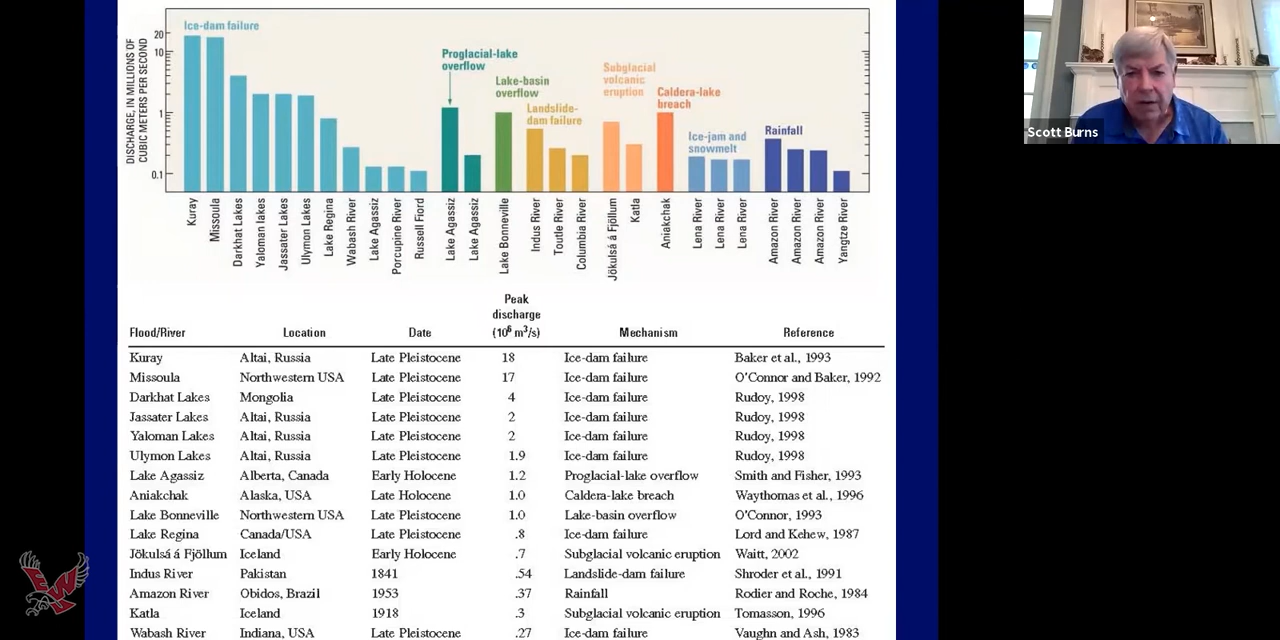 DISCHARGE, IN MILLIONS OF
CUBIC METERS PER SECOND
20
10
1
0.1
Ice-dam failure
Proglacial-lake
overflow
Lake-basin
overflow
Landslide-
dam failure
Subglacial
volcanic
eruption
Caldera-lake
breach
Ice-jam and
snowmelt
Rainfall
Kuray
Missoula
Darkhat Lakes
Yaloman lakes
Jassater Lakes
Ulymon Lakes
Lake Regina
Wabash River
Lake Agassiz
Porcupine River
Russell Fiord
Lake Agassiz
Lake Agassiz
Lake Bonneville
Indus River
Toutle River
Columbia River
Jökulsá á Fjöllum
Katla
Aniakchak
Lena River
Lena River
Lena River
Amazon River
Amazon River
Amazon River
Yangtze River
Peak
discharge
Flood/River Location Date (10⁶ m³/s) Mechanism Reference
Kuray Altai, Russia Late Pleistocene 18 Ice-dam failure Baker et al., 1993
Missoula Northwestern USA Late Pleistocene 17 Ice-dam failure O'Connor and Baker, 1992
Darkhat Lakes Mongolia Late Pleistocene 4 Ice-dam failure Rudoy, 1998
Jassater Lakes Altai, Russia Late Pleistocene 2 Ice-dam failure Rudoy, 1998
Yaloman Lakes Altai, Russia Late Pleistocene 2 Ice-dam failure Rudoy, 1998
Ulymon Lakes Altai, Russia Late Pleistocene 1.9 Ice-dam failure Rudoy, 1998
Lake Agassiz Alberta, Canada Early Holocene 1.2 Proglacial-lake overflow Smith and Fisher, 1993
Aniakchak Alaska, USA Late Holocene 1.0 Caldera-lake breach Waythomas et al., 1996
Lake Bonneville Northwestern USA Late Pleistocene 1.0 Lake-basin overflow O'Connor, 1993
Lake Regina Canada/USA Late Pleistocene .8 Ice-dam failure Lord and Kehew, 1987
Jökulsá á Fjöllum Iceland Early Holocene .7 Subglacial volcanic eruption Waitt, 2002
Indus River Pakistan 1841 .54 Landslide-dam failure Shroder et al., 1991
Amazon River Obidos, Brazil 1953 .37 Rainfall Rodier and Roche, 1984
Katla Iceland 1918 .3 Subglacial volcanic eruption Tomasson, 1996
Wabash River Indiana, USA Late Pleistocene .27 Ice-dam failure Vaughn and Ash, 1983
Scott Burns